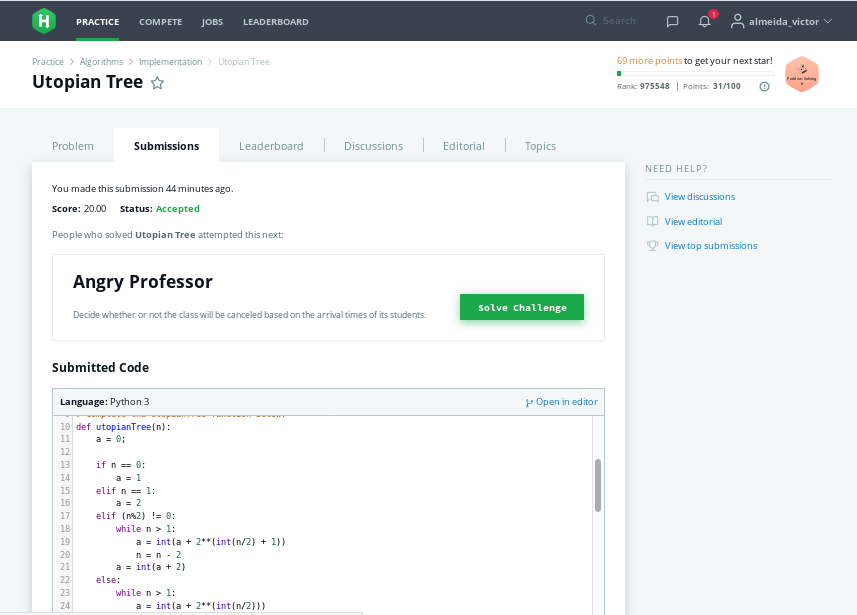 PRACTICE COMPETE JOBS LEADERBOARD Search 1 almeida_victor
Practice Algorithms Implementation Utopian Tree
Utopian Tree
69 more points to get your next star!
Rank: 975548 | Points: 31/100
Problem Solving
Problem Submissions Leaderboard Discussions Editorial Topics
You made this submission 44 minutes ago.
Score: 20.00 Status: Accepted
People who solved Utopian Tree attempted this next:
Angry Professor
Decide whether or not the class will be canceled based on the arrival times of its students.
Solve Challenge
Submitted Code
Language: Python 3 Open in editor
10 def utopianTree(n):
11 a = 0;
12
13 if n == 0:
14 a = 1
15 elif n == 1:
16 a = 2
17 elif (n%2) != 0:
18 while n > 1:
19 a = int(a + 2**(int(n/2) + 1))
20 n = n - 2
21 a = int(a + 2)
22 else:
23 while n > 1:
24 a = int(a + 2**(int(n/2)))
NEED HELP?
View discussions
View editorial
View top submissions